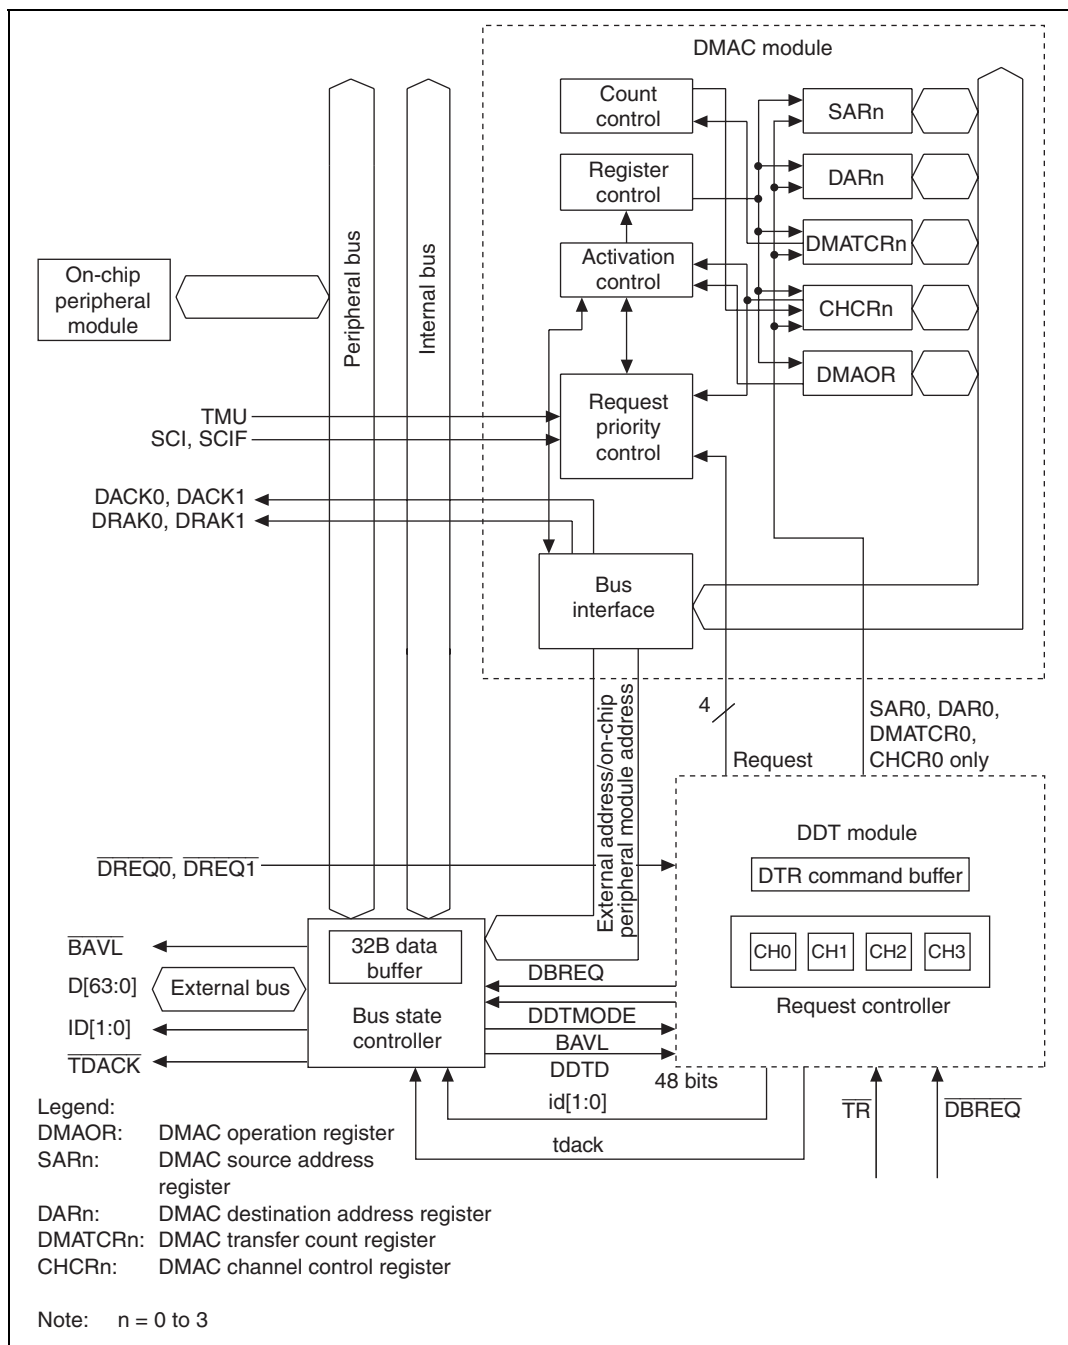 DMAC module
Count
control
SARn
Register
control
DARn
Activation
control
DMATCRn
CHCRn
DMAOR
On-chip
peripheral
module
Peripheral bus
Internal bus
Request
priority
control
TMU
SCI, SCIF
DACK0, DACK1
DRAK0, DRAK1
Bus
interface
External address/on-chip
peripheral module address
4
Request
SAR0, DAR0,
DMATCR0,
CHCR0 only
DDT module
DTR command buffer
CH0 CH1 CH2 CH3
Request controller
DREQ0, DREQ1
BAVL
D[63:0]
External bus
ID[1:0]
TDACK
32B data
buffer
Bus state
controller
DBREQ
DDTMODE
BAVL
DDTD
48 bits
id[1:0]
tdack
TR
DBREQ
Legend:
DMAOR: DMAC operation register
SARn: DMAC source address
register
DARn: DMAC destination address register
DMATCRn: DMAC transfer count register
CHCRn: DMAC channel control register
Note: n = 0 to 3